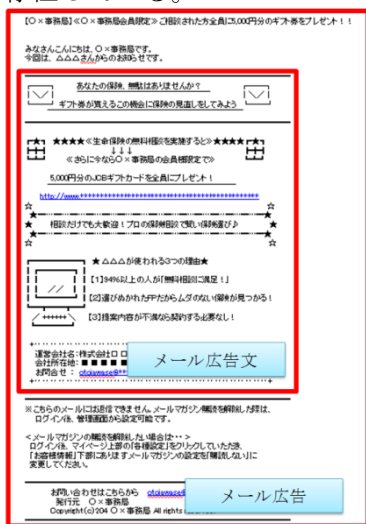 【○×事務局】≪○×事務局会員限定≫ご相談された方全員に5,000円分のギフト券をプレゼント！！
みなさんこんにちは、○×事務局です。
今回は、△△△さんからのお知らせです。
あなたの保険、無駄はありませんか？
ギフト券が買えるこの機会に保険の見直しをしてみよう
★★★★≪生命保険の無料相談を実施すると≫★★★★
↓↓↓
≪さらに今なら○×事務局の会員様限定で≫
5,000円分のJCBギフトカードを全員にプレゼント！
http://www.***************************************************
相談だけでも大歓迎！プロの保険相談で賢い保険選び♪
★△△△が使われる3つの理由★
[1]94%以上の人が「無料相談に満足！」
[2]選びぬかれたFPだからムダのない保険が見つかる！
[3]提案内容が不満なら契約する必要なし！
運営会社名：株式会社ロロ
会社所在地：■■■■■
お問合せ：
メール広告文
※こちらのメールには返信できません。メールマガジン購読を解除したい際は、
ログイン後、管理画面から設定可能です。
＜メールマガジンの購読を解除したい場合は・・＞
ログイン後、マイページ上部の「各種設定」をクリックしていただき、
「お客様情報」下部にありますメールマガジンの設定を「購読しない」に
変更してください。
お問い合わせはこちらから
発行元 ○×事務局
Copyright(c)204 ○×事務局 All rights
メール広告